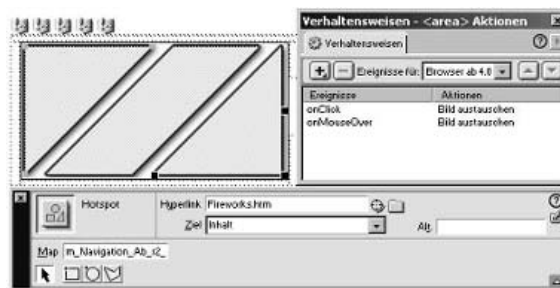 Verhaltensweisen - <area> Aktionen
Verhaltensweisen
Ereignisse für: Browser ab 4.0
Ereignisse Aktionen
onClick Bild austauschen
onMouseOver Bild austauschen
Hotspot
Hyperlink Fireworks.htm
Ziel Inhalt
Alt.
Map m_Navigation_Ab_r2_